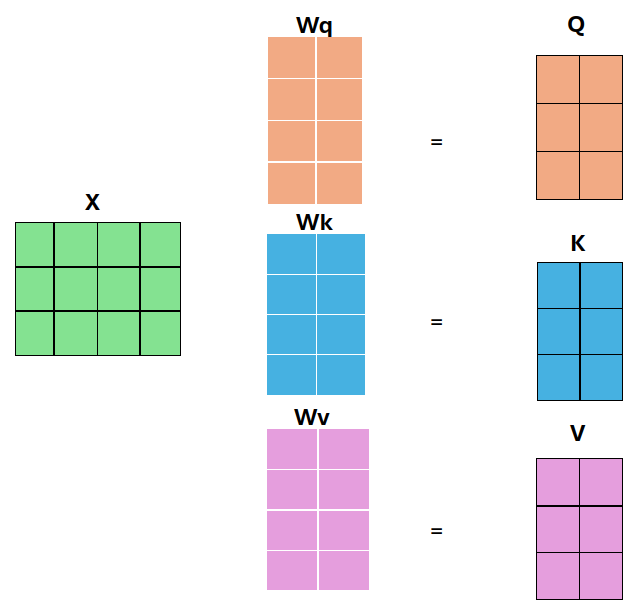 Wq
Q
=
X
Wk
K
=
Wv
V
=